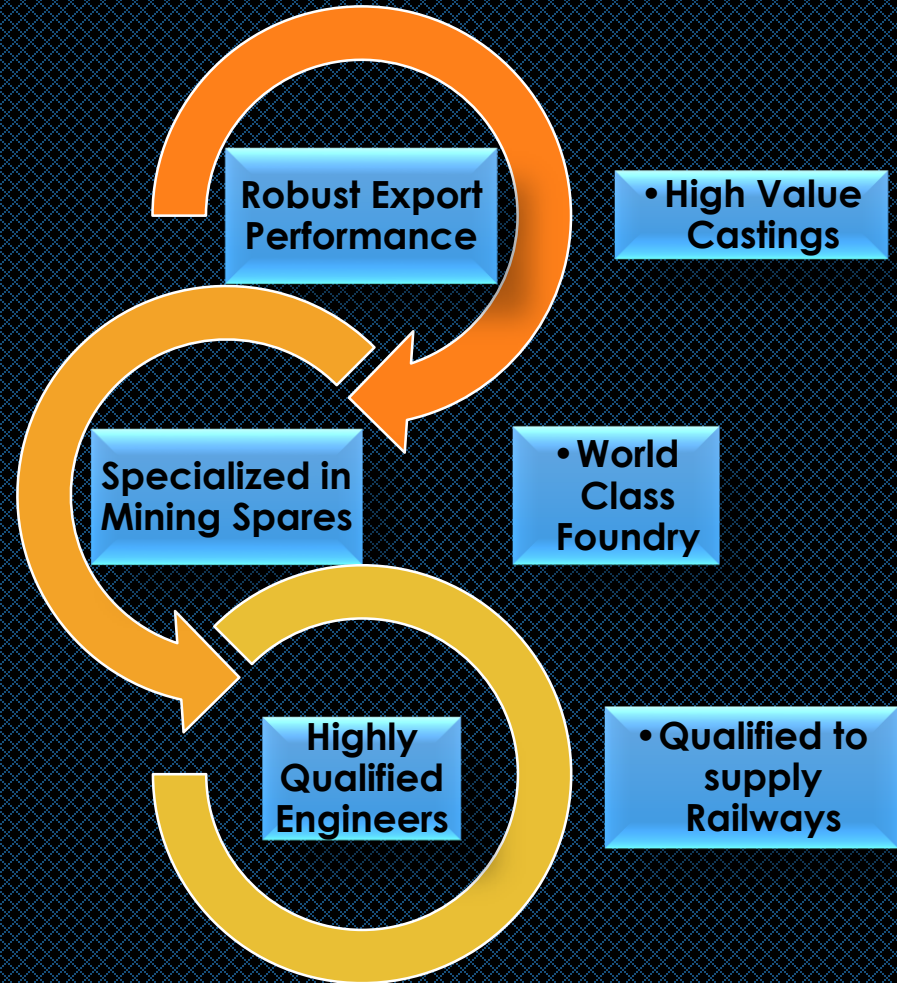 Robust Export
Performance
•High Value
Castings
Specialized in
Mining Spares
•World
Class
Foundry
Highly
Qualified
Engineers
•Qualified to
supply
Railways